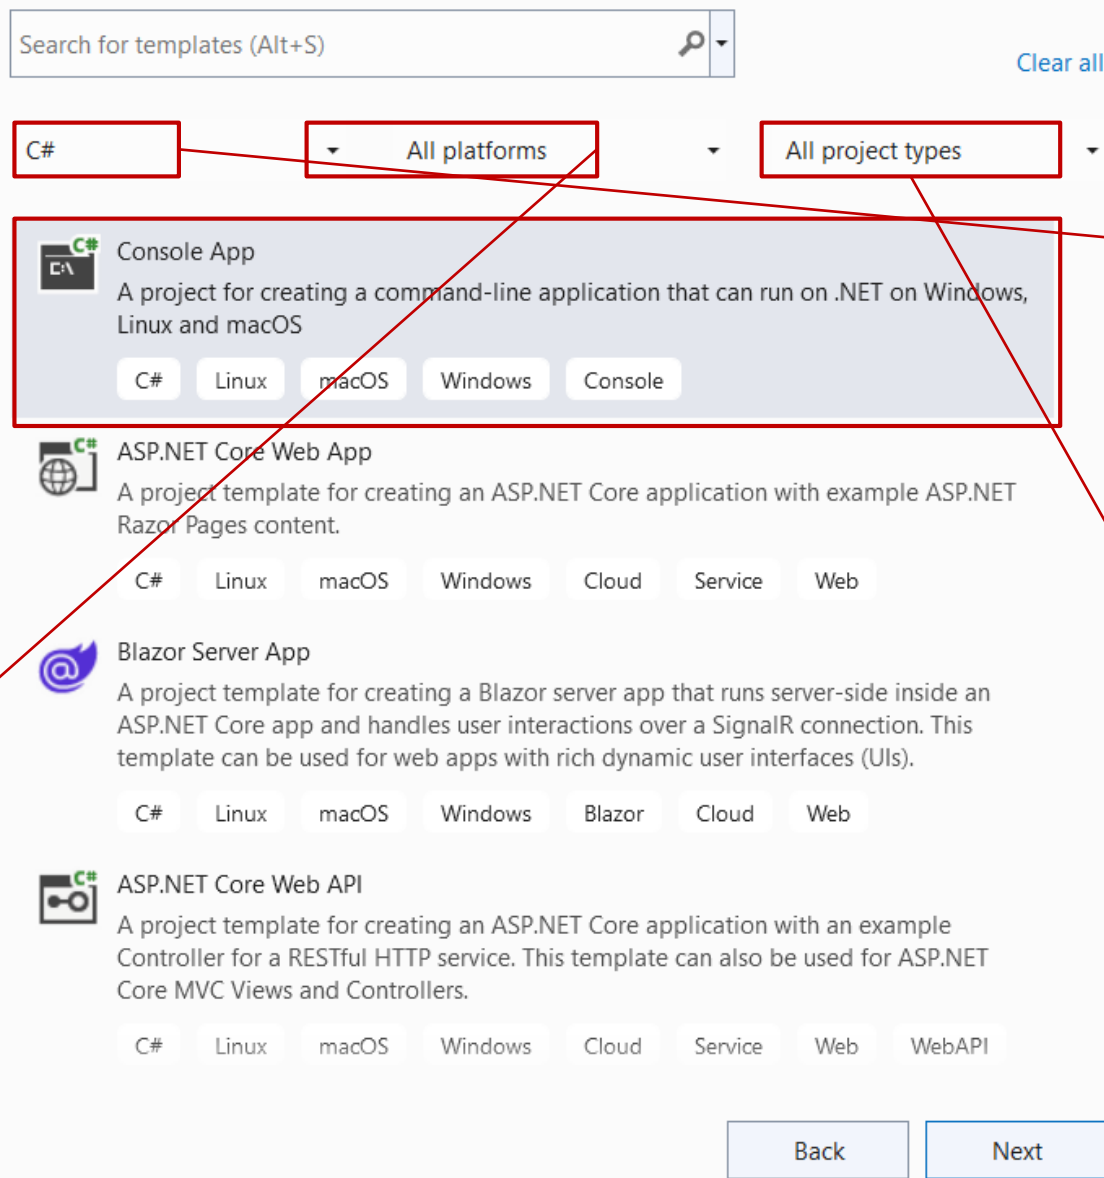 Search for templates (Alt+S)
Clear all
C# All platforms All project types
C#
Console App
C:\
A project for creating a command-line application that can run on .NET on Windows,
Linux and macOS
C# Linux macOS Windows Console
C#
ASP.NET Core Web App
A project template for creating an ASP.NET Core application with example ASP.NET
Razor Pages content.
C# Linux macOS Windows Cloud Service Web
Blazor Server App
@
A project template for creating a Blazor server app that runs server-side inside an
ASP.NET Core app and handles user interactions over a SignalR connection. This
template can be used for web apps with rich dynamic user interfaces (UIs).
C# Linux macOS Windows Blazor Cloud Web
C#
ASP.NET Core Web API
A project template for creating an ASP.NET Core application with an example
Controller for a RESTful HTTP service. This template can also be used for ASP.NET
Core MVC Views and Controllers.
C# Linux macOS Windows Cloud Service Web WebAPI
Back Next